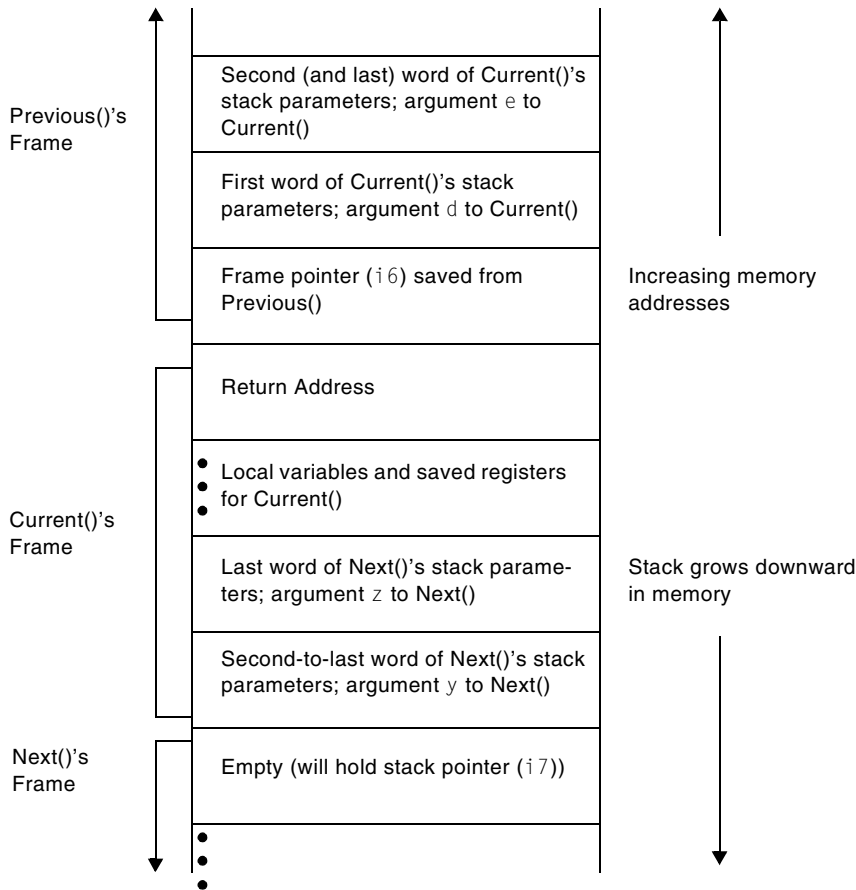 Previous()'s
Frame
Second (and last) word of Current()'s
stack parameters; argument e to
Current()
First word of Current()'s stack
parameters; argument d to Current()
Frame pointer (i6) saved from
Previous()
Increasing memory
addresses
Return Address
Current()'s
Frame
Local variables and saved registers
for Current()
Last word of Next()'s stack parame-
ters; argument z to Next()
Stack grows downward
in memory
Second-to-last word of Next()'s stack
parameters; argument y to Next()
Next()'s
Frame
Empty (will hold stack pointer (i7))